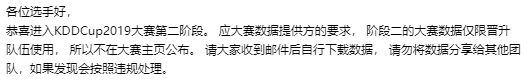 各位选手好，
恭喜进入KDDCup2019大赛第二阶段。 应大赛数据提供方的要求， 阶段二的大赛数据仅限晋升
队伍使用， 所以不在大赛主页公布。 请大家收到邮件后自行下载数据， 请勿将数据分享给其他团
队，如果发现会按照违规处理。